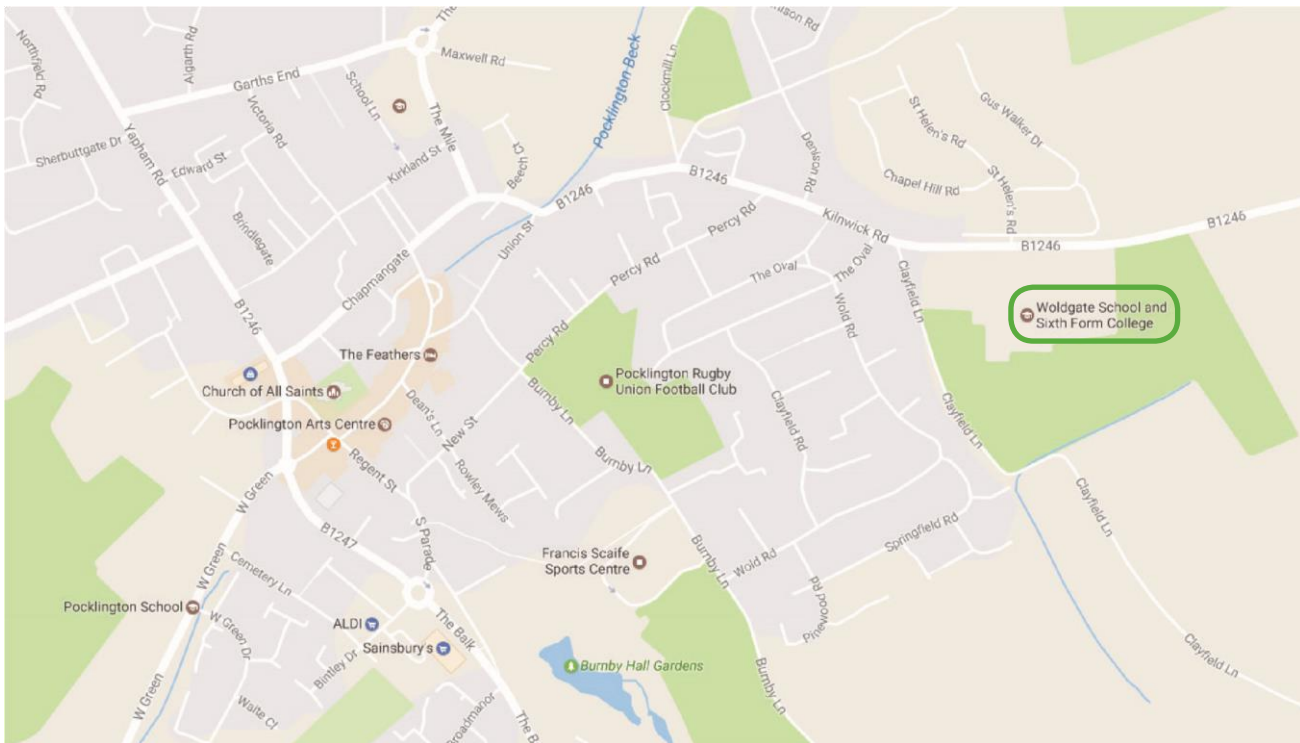 Northfield Rd
Algarth Rd
The
Maxwell Rd
Garths End
School Ln
Victoria Rd
The Mile
Kirkland St
Sherbuttgate Dr
Yapham Rd
Edward St
Brindlegate
Beech Ct
Pocklington Beck
Clockmill Ln
B1246
B1246
Denison Rd
St Helen's Rd
Gus Walker Dr
Chapel Hill Rd
St Helen's Rd
Kilnwick Rd
B1246
B1246
Union St
Percy Rd
Percy Rd
The Oval
The Oval
Clayfield Ln
Chapmangate
B1246
Wold Rd
Woldgate School and
Sixth Form College
Percy Rd
The Feathers
Church of All Saints
Pocklington Rugby
Union Football Club
Dean's Ln
Burnby Ln
Pocklington Arts Centre
New St
Clayfield Rd
Clayfield Ln
Regent St
Rowley Mews
Burnby Ln
W Green
B1247
S Parade
Clayfield Ln
Springfield Rd
Francis Scaife
Sports Centre
Burnby Ln
Wold Rd
Cemetery Ln
W Green
Pinewood Rd
Pocklington School
W Green Dr
ALDI
The Balk
Sainsbury's
Bintley Dr
Burnby Hall Gardens
Clayfield Ln
Burnby Ln
W Green
Waite Ct
The B